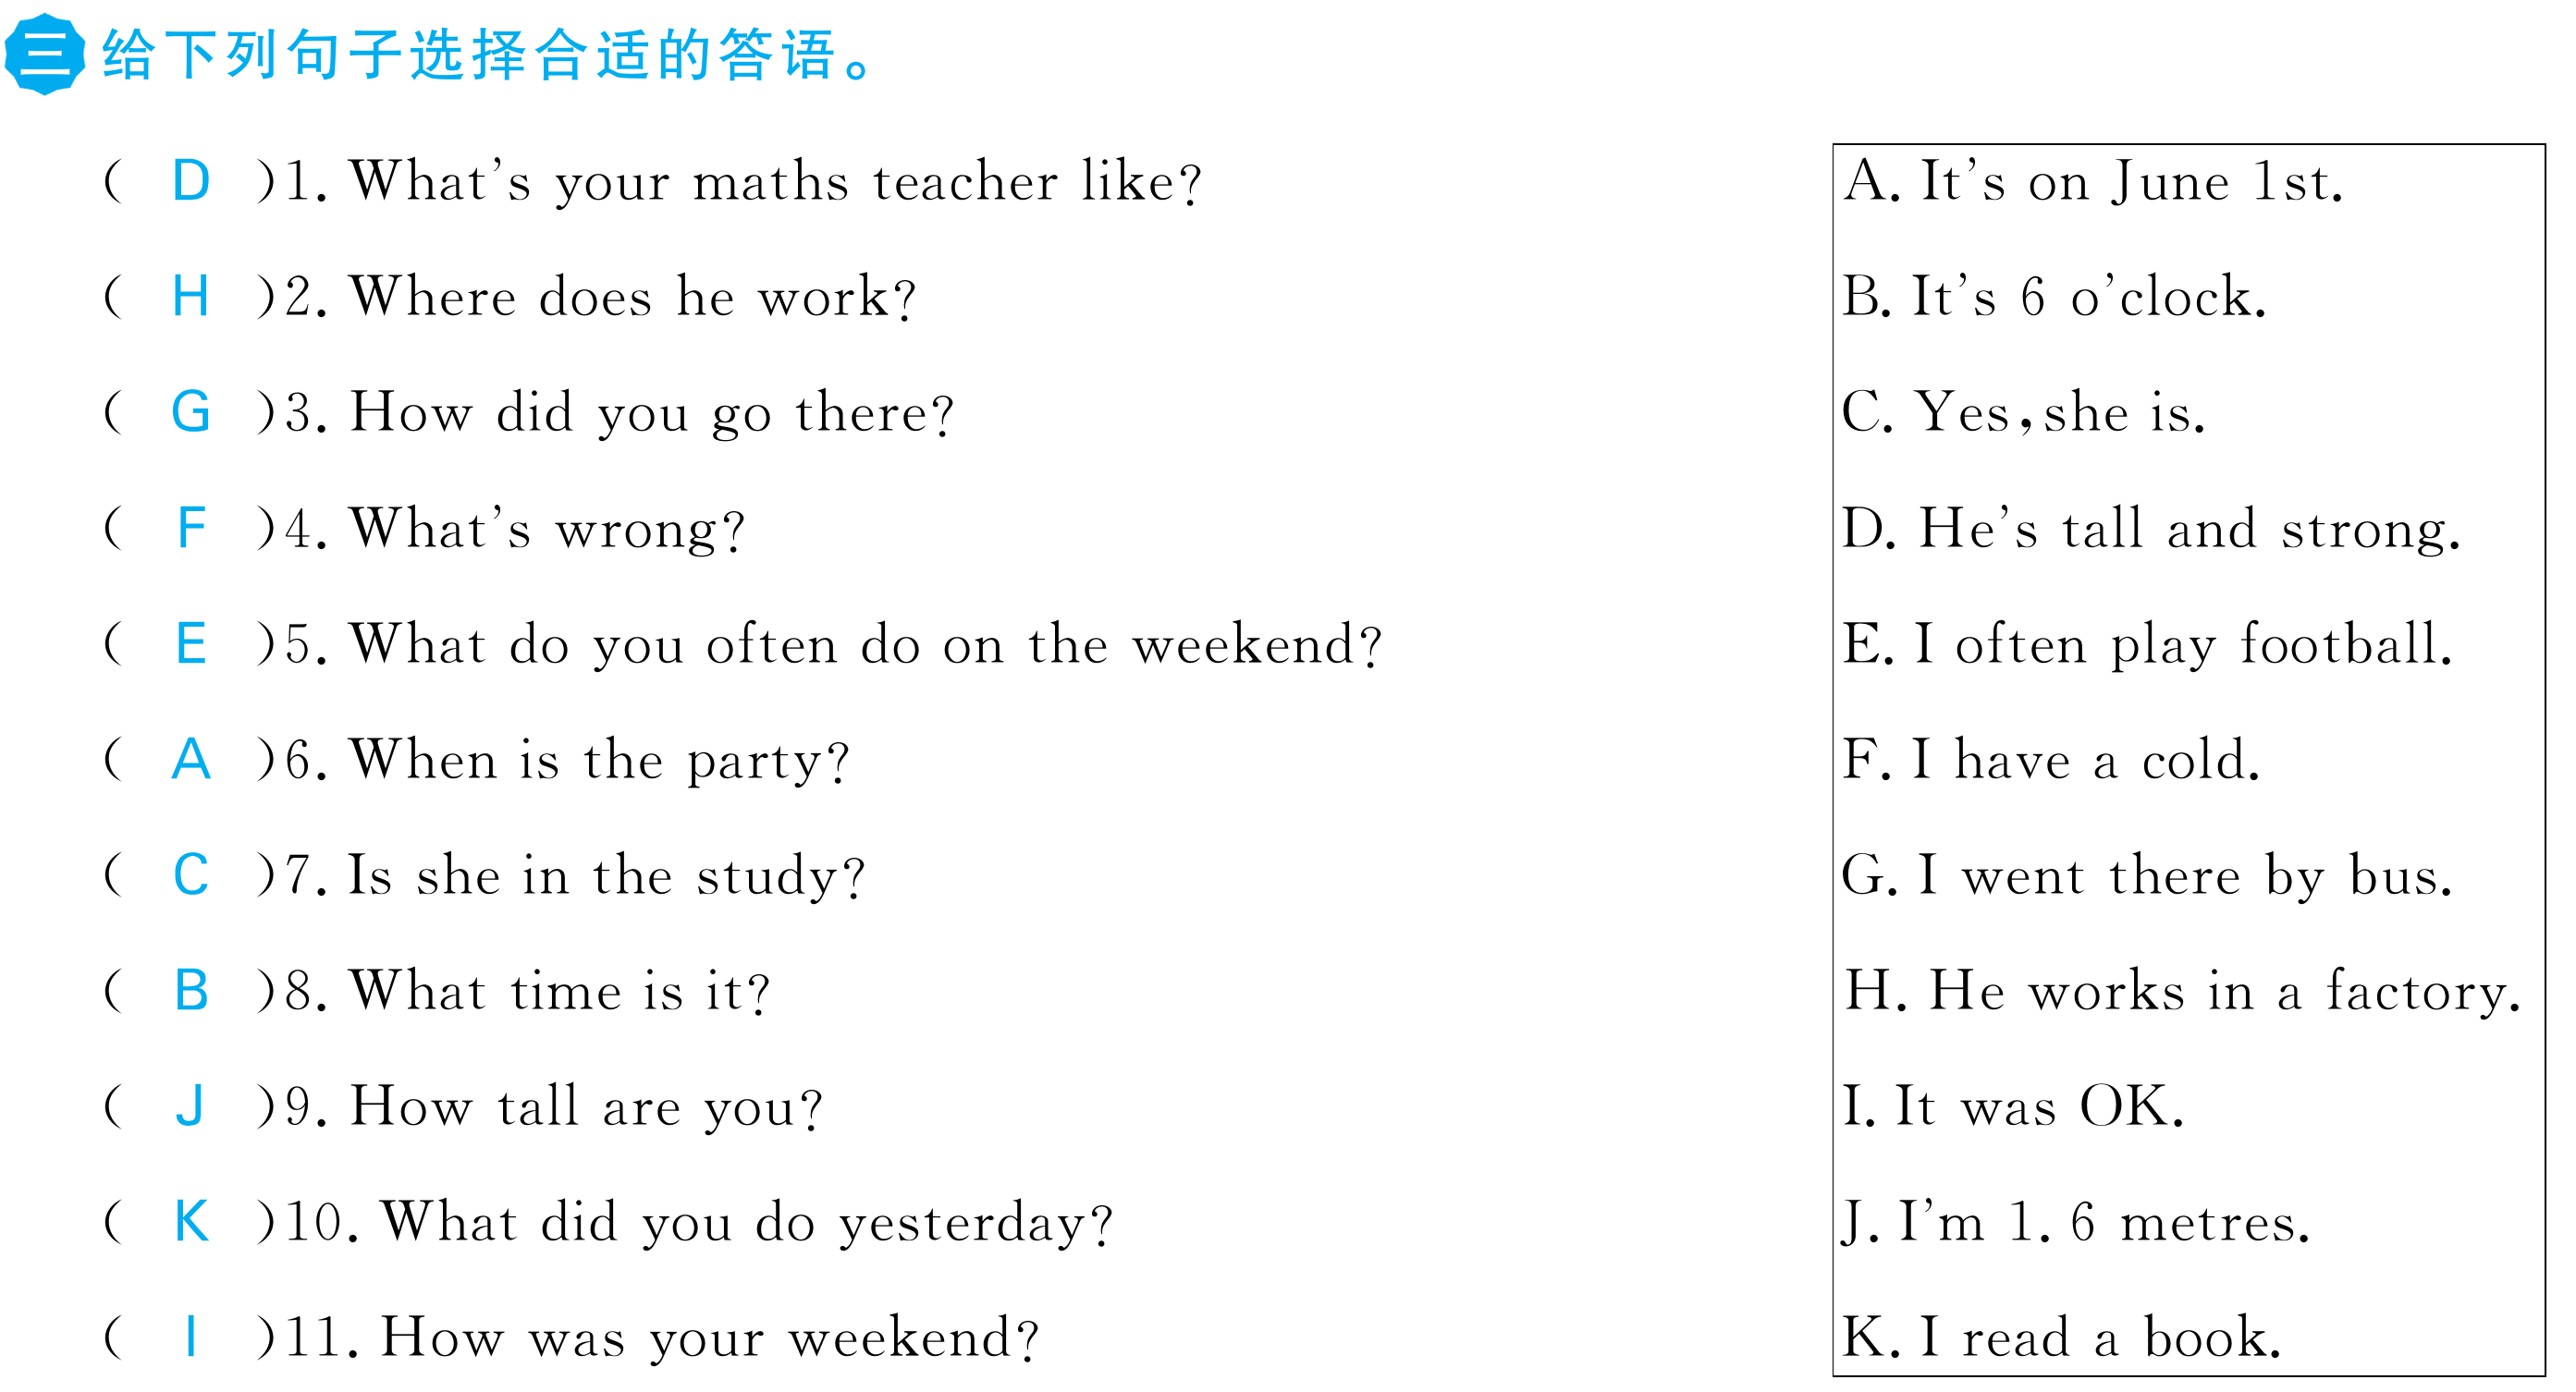 三 给下列句子选择合适的答语。
( D )1. What's your maths teacher like?
( H )2. Where does he work?
( G )3. How did you go there?
( F )4. What's wrong?
( E )5. What do you often do on the weekend?
( A )6. When is the party?
( C )7. Is she in the study?
( B )8. What time is it?
( J )9. How tall are you?
( K )10. What did you do yesterday?
( I )11. How was your weekend?
A. It's on June 1st.
B. It's 6 o'clock.
C. Yes,she is.
D. He's tall and strong.
E. I often play football.
F. I have a cold.
G. I went there by bus.
H. He works in a factory.
I. It was OK.
J. I'm 1. 6 metres.
K. I read a book.